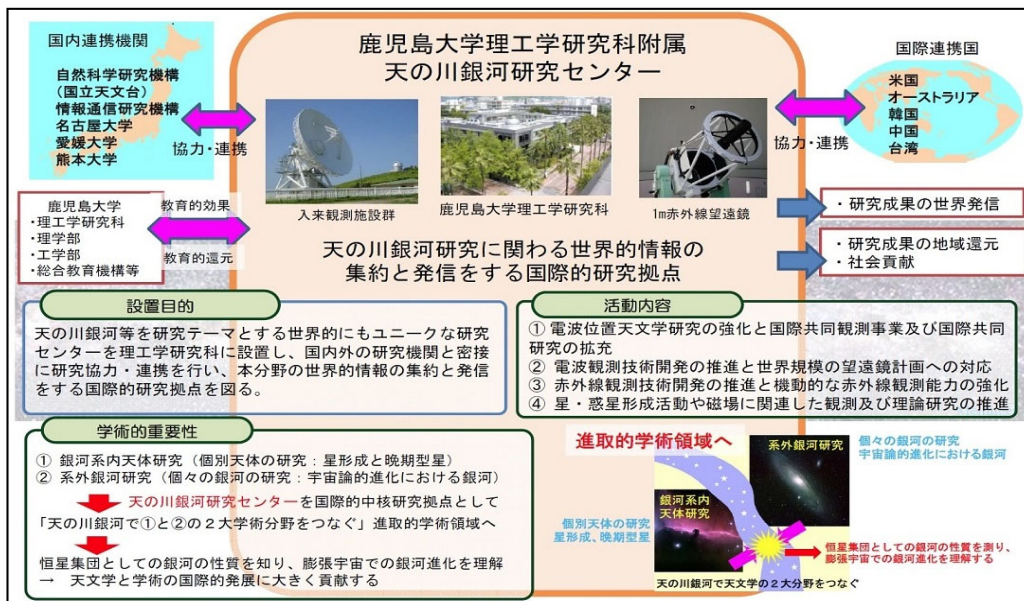 国内連携機関
自然科学研究機構
(国立天文台)
情報通信研究機構
名古屋大学
愛媛大学
熊本大学
協力・連携
鹿児島大学理工学研究科附属
天の川銀河研究センター
国際連携国
米国
オーストラリア
韓国
中国
台湾
協力・連携
入来観測施設群
鹿児島大学理工学研究科
1m赤外線望遠鏡
鹿児島大学
・理工学研究科
・理学部
・工学部
・総合教育機構等
教育的効果
教育的還元
天の川銀河研究に関わる世界的情報の
集約と発信をする国際的研究拠点
・研究成果の世界発信
・研究成果の地域還元
・社会貢献
設置目的
天の川銀河等を研究テーマとする世界的にもユニークな研究
センターを理工学研究科に設置し、国内外の研究機関と密接
に研究協力・連携を行い、本分野の世界的情報の集約と発信
をする国際的研究拠点を図る。
活動内容
① 電波位置天文学研究の強化と国際共同観測事業及び国際共同
研究の拡充
② 電波観測技術開発の推進と世界規模の望遠鏡計画への対応
③ 赤外線観測技術開発の推進と機動的な赤外線観測能力の強化
④ 星・惑星形成活動や磁場に関連した観測及び理論研究の推進
学術的重要性
① 銀河系内天体研究（個別天体の研究：星形成と晩期型星）
② 系外銀河研究（個々の銀河の研究：宇宙論的進化における銀河）
天の川銀河研究センターを国際的中核研究拠点として
「天の川銀河で①と②の２大学術分野をつなぐ」進取的学術領域へ
恒星集団としての銀河の性質を知り、膨張宇宙での銀河進化を理解
→ 天文学と学術の国際的発展に大きく貢献する
進取的学術領域へ
系外銀河研究
個々の銀河の研究
宇宙論的進化における銀河
銀河系内
天体研究
個別天体の研究
星形成、晩期型星
恒星集団としての銀河の性質を測り、
膨張宇宙での銀河進化を理解する
天の川銀河で天文学の２大分野をつなぐ